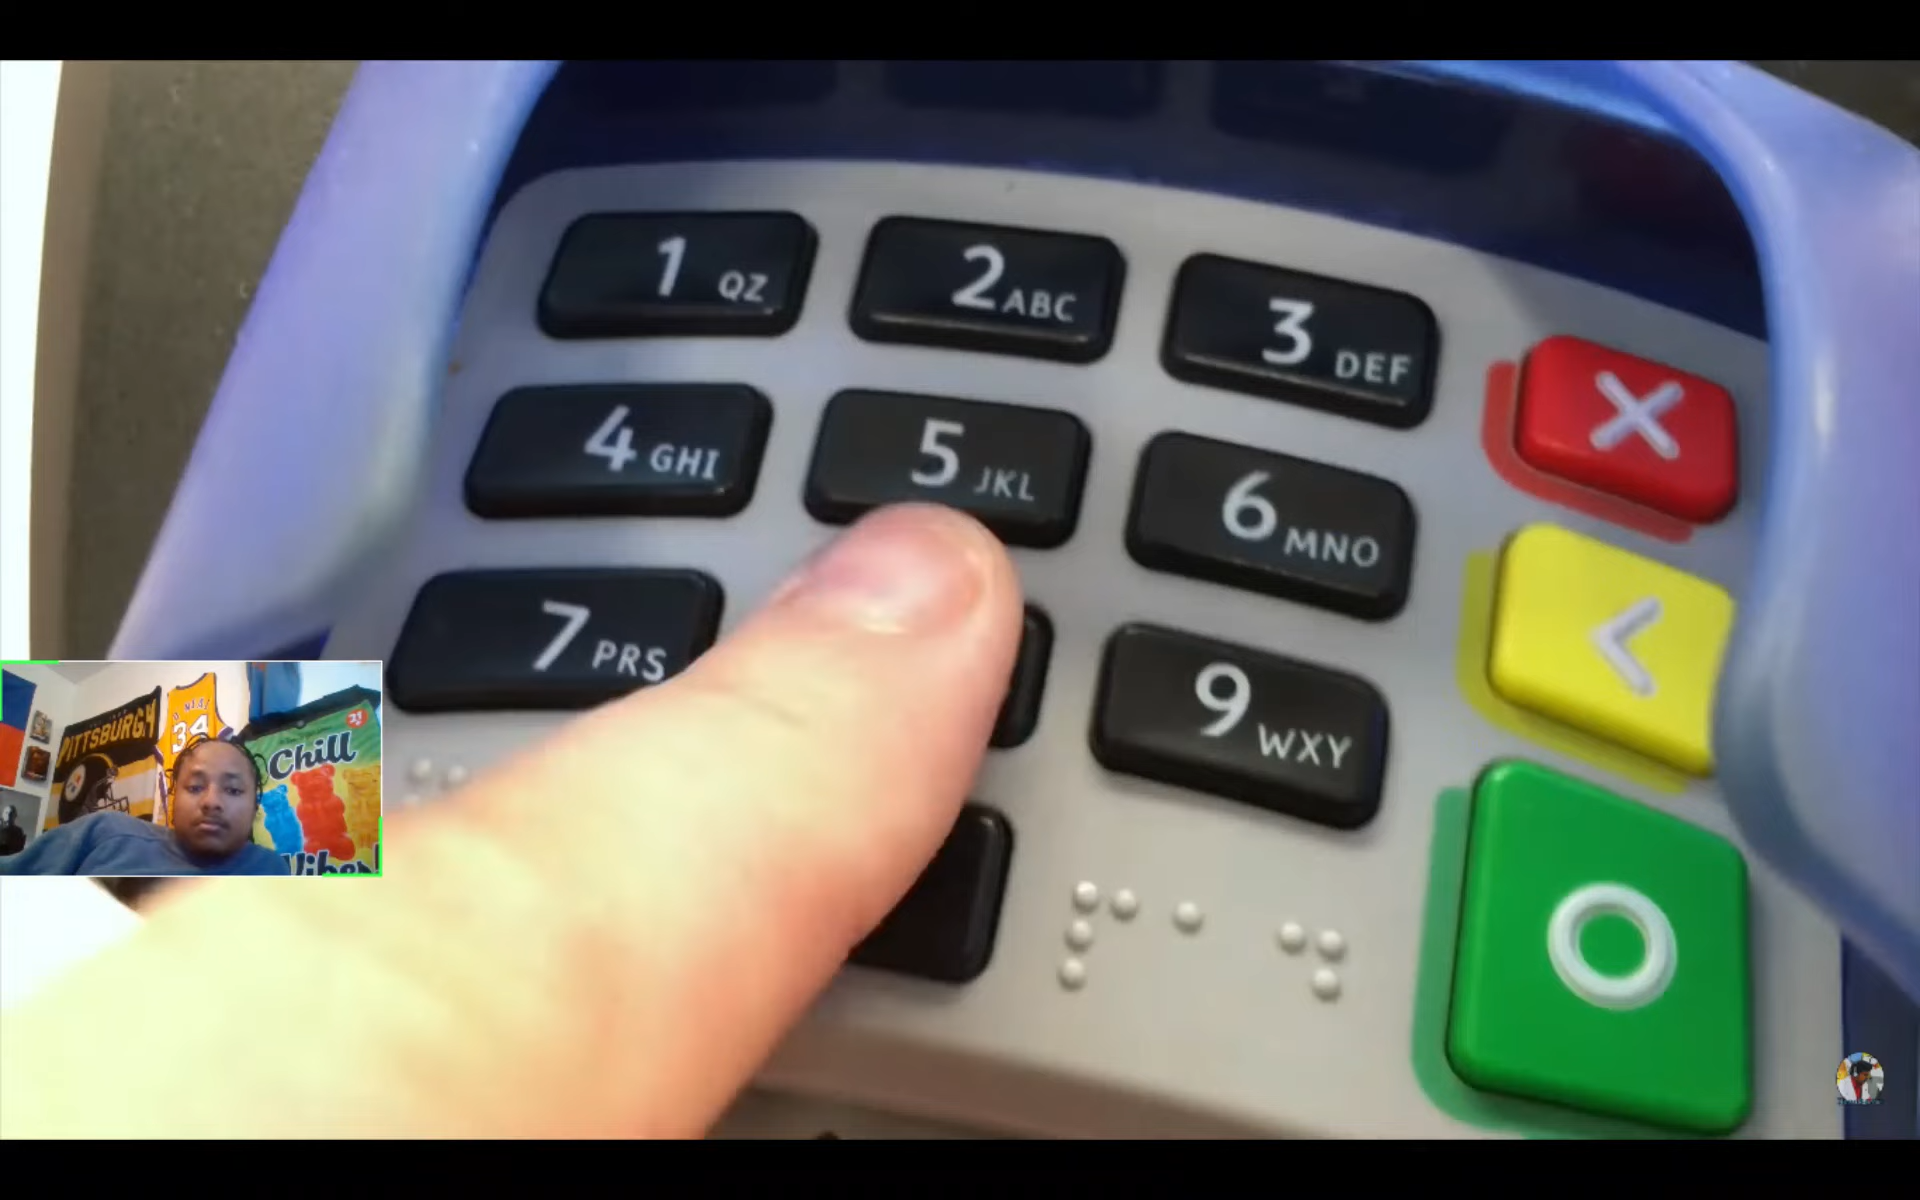 1 QZ
2 ABC
3 DEF
4 GHI
5 JKL
6 MNO
7 PRS
9 WXY
PITTSBURGH
34
Chill